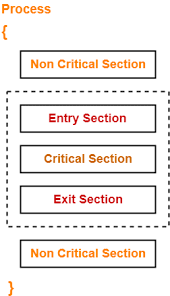 Process
{
Non Critical Section
Entry Section
Critical Section
Exit Section
Non Critical Section
}